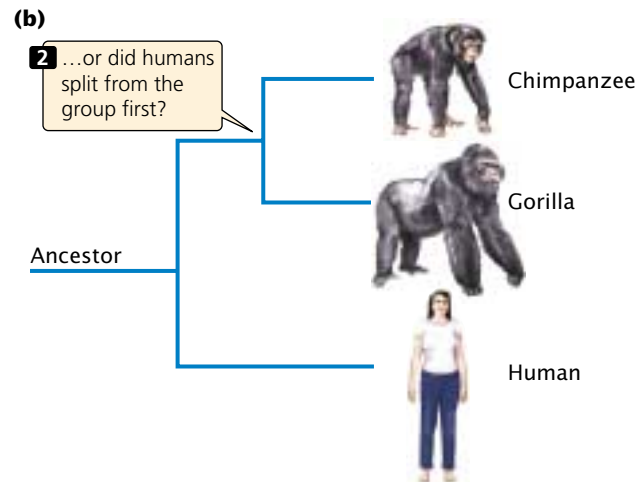 (b)
2 ...or did humans
split from the
group first?
Chimpanzee
Gorilla
Ancestor
Human